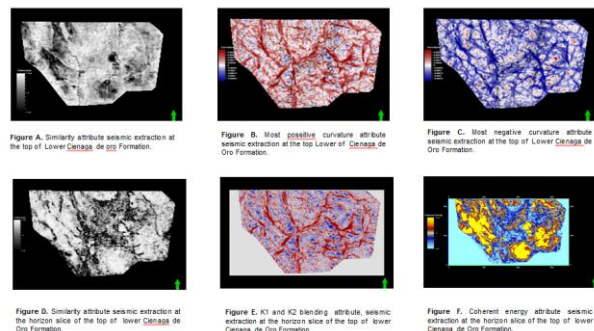 Figure A. Similarity attribute seismic extraction at
the top of Lower Cienaga de oro Formation.
Figure B. Most possitive curvature attribute
seismic extraction at the top Lower of Cienaga de
Oro Formation.
Figure C. Most negative curvature attribute
seismic extraction at the top of Lower Cienaga de
Oro Formation.
Figure D. Similarity attribute seismic extraction at
the horizon slice of the top of lower Cienaga de
Oro Formation.
Figure E. K1 and K2 blending attribute, seismic
extraction at the horizon slice of the top of lower
Cienaga de Oro Formation.
Figure F. Coherent energy attribute seismic
extraction at the horizon slice of the top of lower
Cienaga de Oro Formation.